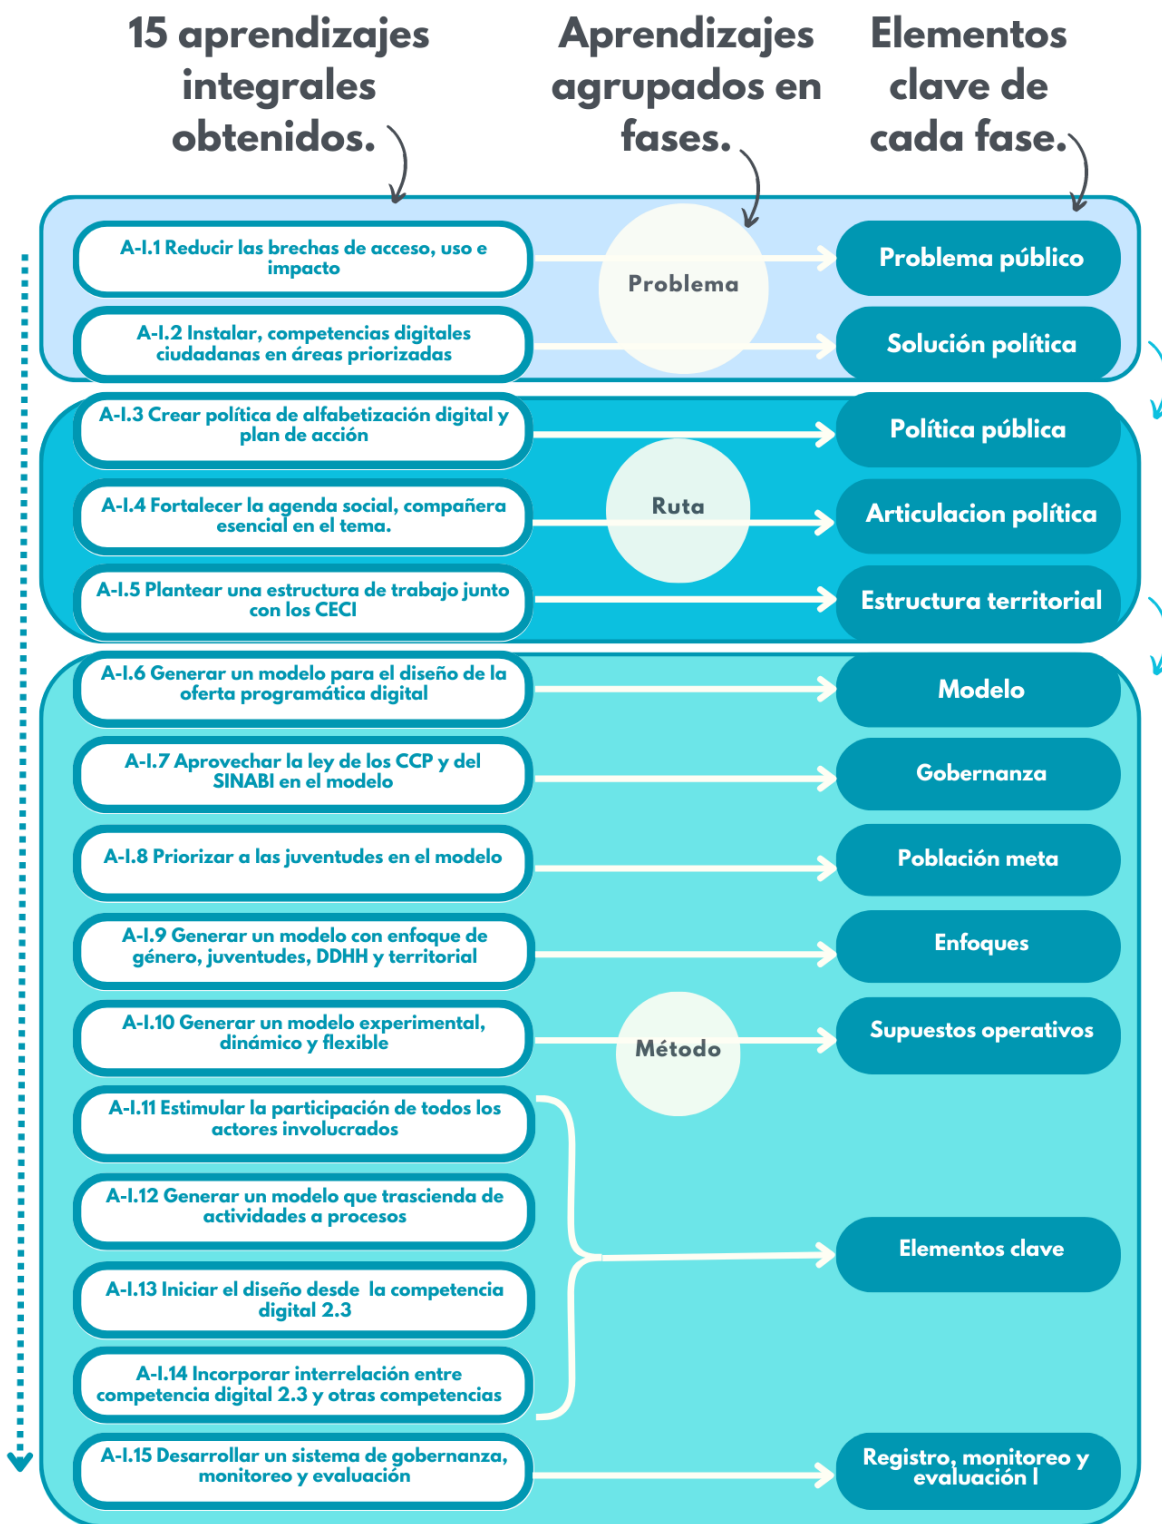 15 aprendizajes
integrales
obtenidos.
Aprendizajes
agrupados en
fases.
Elementos
clave de
cada fase.
A-I.1 Reducir las brechas de acceso, uso e
impacto
Problema
Problema público
A-I.2 Instalar, competencias digitales
ciudadanas en áreas priorizadas
Solución política
A-I.3 Crear política de alfabetización digital y
plan de acción
Política pública
A-I.4 Fortalecer la agenda social, compañera
esencial en el tema.
Ruta
Articulacion política
A-I.5 Plantear una estructura de trabajo junto
con los CECI
Estructura territorial
A-I.6 Generar un modelo para el diseño de la
oferta programática digital
Modelo
A-I.7 Aprovechar la ley de los CCP y del
SINABI en el modelo
Gobernanza
A-I.8 Priorizar a las juventudes en el modelo
Población meta
A-I.9 Generar un modelo con enfoque de
género, juventudes, DDHH y territorial
Enfoques
A-I.10 Generar un modelo experimental,
dinámico y flexible
Método
Supuestos operativos
A-I.11 Estimular la participación de todos los
actores involucrados
A-I.12 Generar un modelo que trascienda de
actividades a procesos
Elementos clave
A-I.13 Iniciar el diseño desde la competencia
digital 2.3
A-I.14 Incorporar interrelación entre
competencia digital 2.3 y otras competencias
A-I.15 Desarrollar un sistema de gobernanza,
monitoreo y evaluación
Registro, monitoreo y
evaluación I